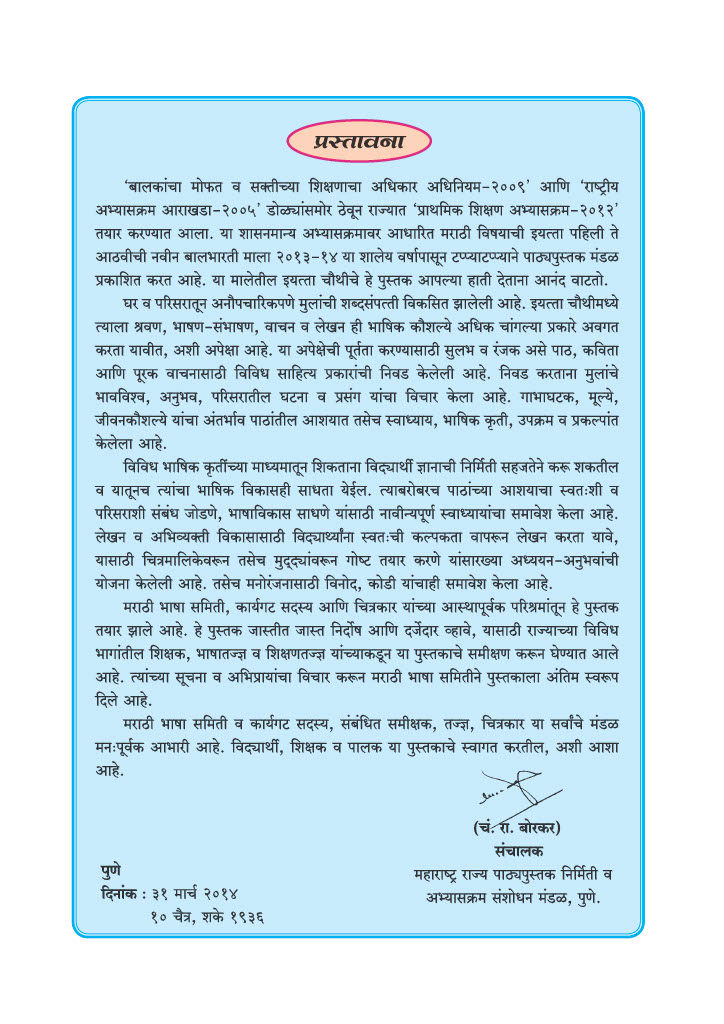 प्रस्तावना
‘बालकांचा मोफत व सक्तीच्या शिक्षणाचा अधिकार अधिनियम-२००९’ आणि ‘राष्ट्रीय
अभ्यासक्रम आराखडा-२००५’ डोळ्यांसमोर ठेवून राज्यात ‘प्राथमिक शिक्षण अभ्यासक्रम-२०१२’
तयार करण्यात आला. या शासनमान्य अभ्यासक्रमावर आधारित मराठी विषयाची इयत्ता पहिली ते
आठवीची नवीन बालभारती माला २०१३-१४ या शालेय वर्षापासून टप्प्याटप्प्याने पाठ्यपुस्तक मंडळ
प्रकाशित करत आहे. या मालेतील इयत्ता चौथीचे हे पुस्तक आपल्या हाती देताना आनंद वाटतो.
घर व परिसरातून अनौपचारिकपणे मुलांची शब्दसंपत्ती विकसित झालेली आहे. इयत्ता चौथीमध्ये
त्याला श्रवण, भाषण-संभाषण, वाचन व लेखन ही भाषिक कौशल्ये अधिक चांगल्या प्रकारे अवगत
करता यावीत, अशी अपेक्षा आहे. या अपेक्षेची पूर्तता करण्यासाठी सुलभ व रंजक असे पाठ, कविता
आणि पूरक वाचनासाठी विविध साहित्य प्रकारांची निवड केलेली आहे. निवड करताना मुलांचे
भावविश्व, अनुभव, परिसरातील घटना व प्रसंग यांचा विचार केला आहे. गाभाघटक, मूल्ये,
जीवनकौशल्ये यांचा अंतर्भाव पाठांतील आशयात तसेच स्वाध्याय, भाषिक कृती, उपक्रम व प्रकल्पांत
केलेला आहे.
विविध भाषिक कृतींच्या माध्यमातून शिकताना विद्यार्थी ज्ञानाची निर्मिती सहजतेने करू शकतील
व यातूनच त्यांचा भाषिक विकासही साधता येईल. त्याबरोबरच पाठांच्या आशयाचा स्वतःशी व
परिसराशी संबंध जोडणे, भाषाविकास साधणे यांसाठी नावीन्यपूर्ण स्वाध्यायांचा समावेश केला आहे.
लेखन व अभिव्यक्ती विकासासाठी विद्यार्थ्यांना स्वतःची कल्पकता वापरून लेखन करता यावे,
यासाठी चित्रमालिकेवरून तसेच मुद्‌द्यांवरून गोष्ट तयार करणे यांसारख्या अध्ययन-अनुभवांची
योजना केलेली आहे. तसेच मनोरंजनासाठी विनोद, कोडी यांचाही समावेश केला आहे.
मराठी भाषा समिती, कार्यगट सदस्य आणि चित्रकार यांच्या आस्थापूर्वक परिश्रमांतून हे पुस्तक
तयार झाले आहे. हे पुस्तक जास्तीत जास्त निर्दोष आणि दर्जेदार व्हावे, यासाठी राज्याच्या विविध
भागांतील शिक्षक, भाषातज्ज्ञ व शिक्षणतज्ज्ञ यांच्याकडून या पुस्तकाचे समीक्षण करून घेण्यात आले
आहे. त्यांच्या सूचना व अभिप्रायांचा विचार करून मराठी भाषा समितीने पुस्तकाला अंतिम स्वरूप
दिले आहे.
मराठी भाषा समिती व कार्यगट सदस्य, संबंधित समीक्षक, तज्ज्ञ, चित्रकार या सर्वांचे मंडळ
मनःपूर्वक आभारी आहे. विद्यार्थी, शिक्षक व पालक या पुस्तकाचे स्वागत करतील, अशी आशा
आहे.
(चं. रा. बोरकर)
संचालक
महाराष्ट्र राज्य पाठ्यपुस्तक निर्मिती व
अभ्यासक्रम संशोधन मंडळ, पुणे.
पुणे
दिनांक : ३१ मार्च २०१४
१० चैत्र, शके १९३६